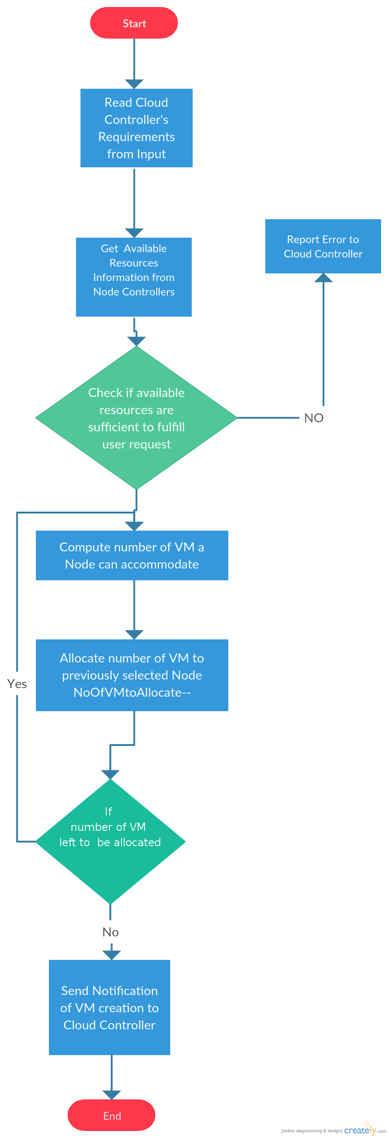 Start
Read Cloud
Controller's
Requirements
from Input
Get Available
Resources
Information from
Node Controllers
Report Error to
Cloud Controller
Check if available
resources are
sufficient to fulfill
user request
NO
Compute number of VM a
Node can accommodate
Allocate number of VM to
previously selected Node
NoOfVMtoAllocate--
Yes
If
number of VM
left to be allocated
No
Send Notification
of VM creation to
Cloud Controller
End
[online diagramming & design] creately.com